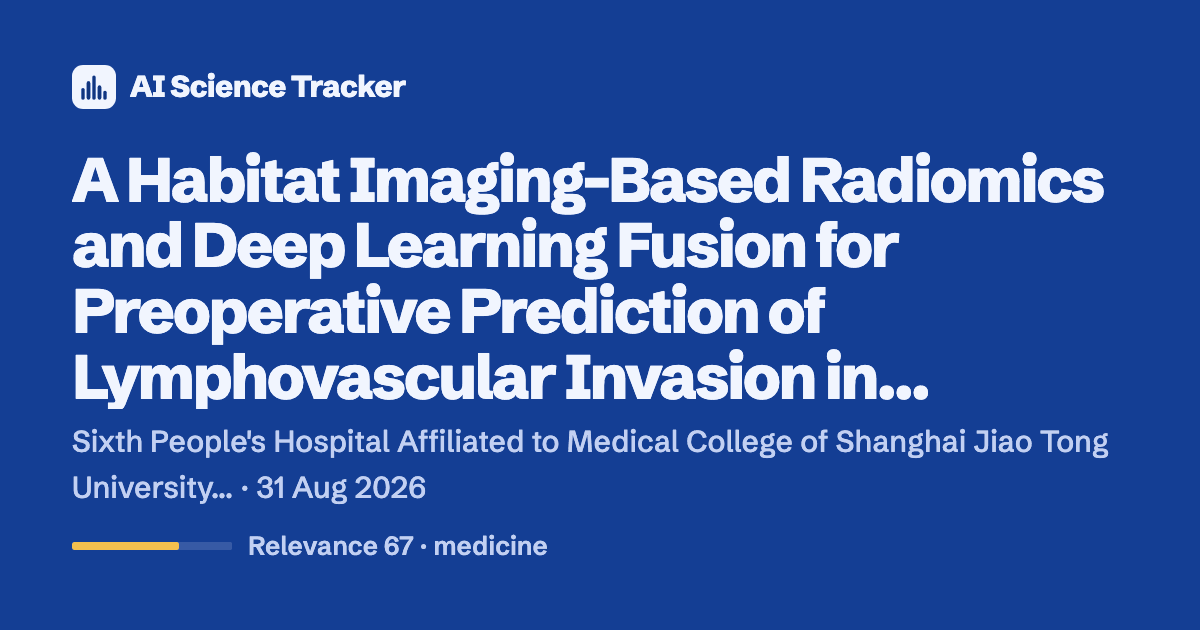 AI Science Tracker
A Habitat Imaging-Based Radiomics
and Deep Learning Fusion for
Preoperative Prediction of
Lymphovascular Invasion in...
Sixth People's Hospital Affiliated to Medical College of Shanghai Jiao Tong
University... · 31 Aug 2026
Relevance 67 · medicine